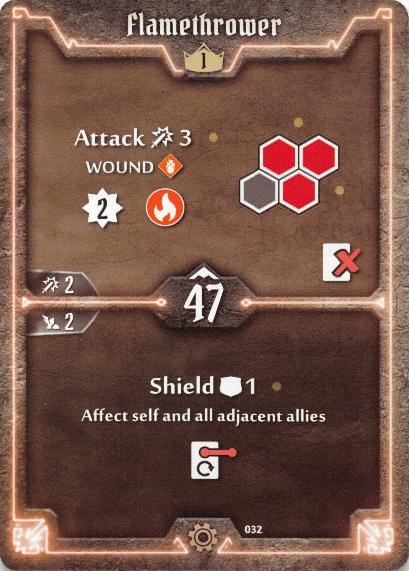 Flamethrower
1
Attack 3
WOUND
2
2
47
2
Shield 1
Affect self and all adjacent allies
032